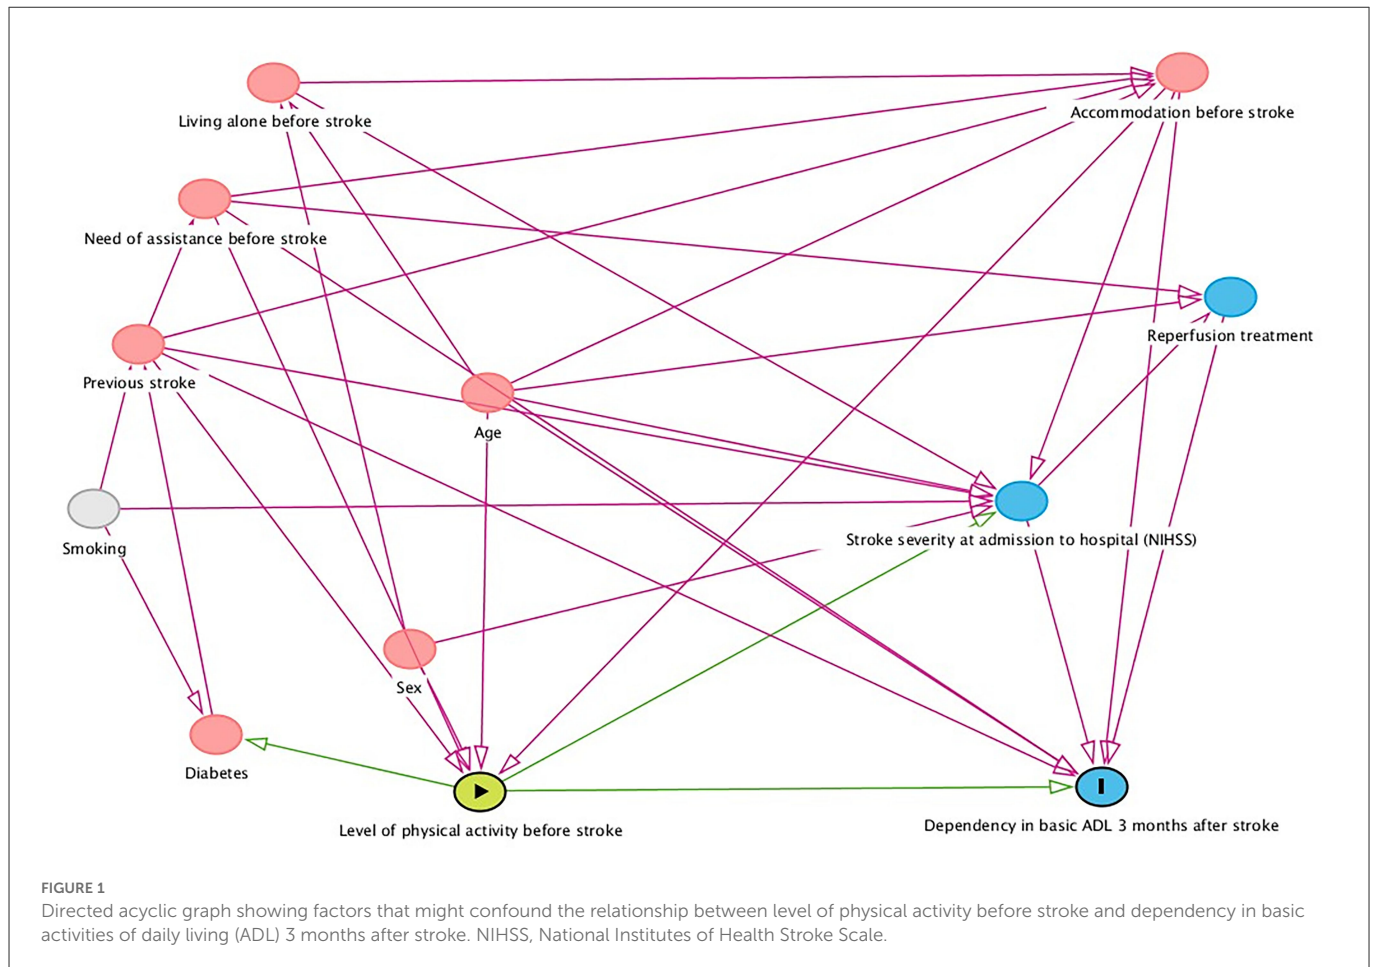 Living alone before stroke
Accommodation before stroke
Need of assistance before stroke
Reperfusion treatment
Previous stroke
Age
Smoking
Stroke severity at admission to hospital (NIHSS)
Sex
Diabetes
Level of physical activity before stroke
Dependency in basic ADL 3 months after stroke
FIGURE 1
Directed acyclic graph showing factors that might confound the relationship between level of physical activity before stroke and dependency in basic
activities of daily living (ADL) 3 months after stroke. NIHSS, National Institutes of Health Stroke Scale.